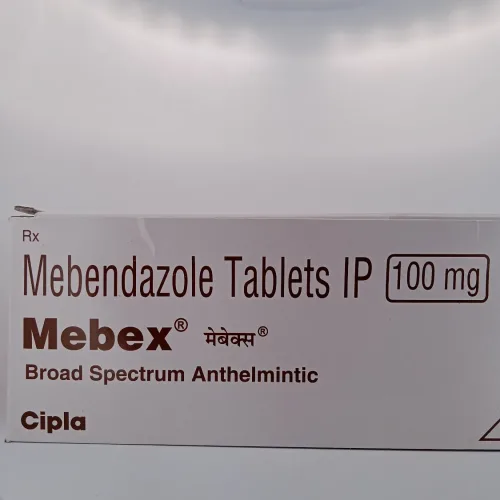 Rx
Mebendazole Tablets IP 100 mg
Mebex® मेबेक्स®
Broad Spectrum Anthelmintic
Cipla